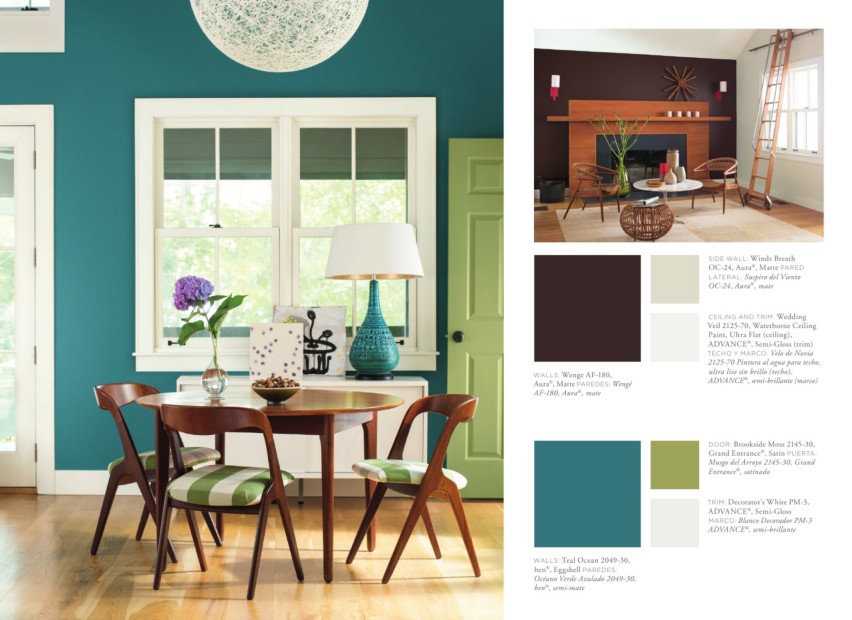 SIDE WALL: Winds Breath
OC-24, Aura®, Matte PARED
LATERAL: Suspiro del Viento
OC-24, Aura®, mate
CEILING AND TRIM: Wedding
Veil 2125-70, Waterborne Ceiling
Paint, Ultra Flat (ceiling),
ADVANCE®, Semi-Gloss (trim)
TECHO Y MARCO: Velo de Novia
2125-70 Pintura al agua para techo,
ultra liso sin brillo (techo),
ADVANCE®, semi-brillante (marco)
WALLS: Wenge AF-180,
Aura®, Matte PAREDES: Wengé
AF-180, Aura®, mate
DOOR: Brookside Moss 2145-30,
Grand Entrance®, Satin PUERTA:
Musgo del Arroyo 2145-30, Grand
Entrance®, satinado
TRIM: Decorator's White PM-3,
ADVANCE®, Semi-Gloss
MARCO: Blanco Decorador PM-3
ADVANCE®, semi-brillante
WALLS: Teal Ocean 2049-30,
ben®, Eggshell PAREDES:
Océano Verde Azulado 2049-30,
ben®, semi-mate